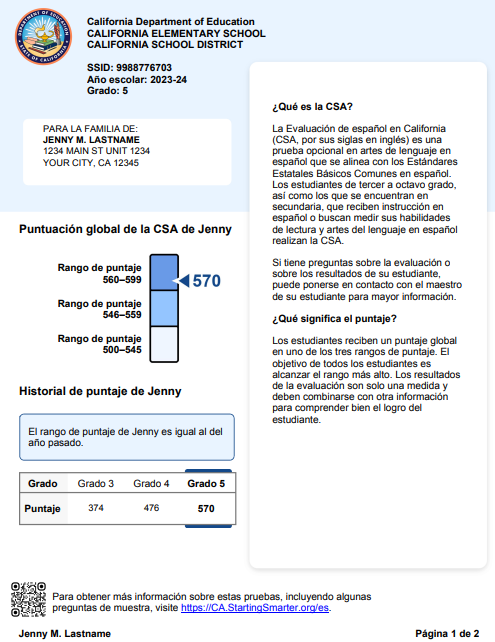 California Department of Education
CALIFORNIA ELEMENTARY SCHOOL
CALIFORNIA SCHOOL DISTRICT
SSID: 9988776703
Año escolar: 2023-24
Grado: 5
PARA LA FAMILIA DE:
JENNY M. LASTNAME
1234 MAIN ST UNIT 1234
YOUR CITY, CA 12345
Puntuación global de la CSA de Jenny
Rango de puntaje
560–599
570
Rango de puntaje
546–559
Rango de puntaje
500–545
Historial de puntaje de Jenny
El rango de puntaje de Jenny es igual al del
año pasado.
Grado Grado 3 Grado 4 Grado 5
Puntaje 374 476 570
¿Qué es la CSA?
La Evaluación de español en California
(CSA, por sus siglas en inglés) es una
prueba opcional en artes de lenguaje en
español que se alinea con los Estándares
Estatales Básicos Comunes en español.
Los estudiantes de tercer a octavo grado,
así como los que se encuentran en
secundaria, que reciben instrucción en
español o buscan medir sus habilidades
de lectura y artes del lenguaje en español
realizan la CSA.
Si tiene preguntas sobre la evaluación o
sobre los resultados de su estudiante,
puede ponerse en contacto con el maestro
de su estudiante para mayor información.
¿Qué significa el puntaje?
Los estudiantes reciben un puntaje global
en uno de los tres rangos de puntaje. El
objetivo de todos los estudiantes es
alcanzar el rango más alto. Los resultados
de la evaluación son solo una medida y
deben combinarse con otra información
para comprender bien el logro del
estudiante.
Para obtener más información sobre estas pruebas, incluyendo algunas
preguntas de muestra, visite https://CA.StartingSmarter.org/es.
Jenny M. Lastname
Página 1 de 2